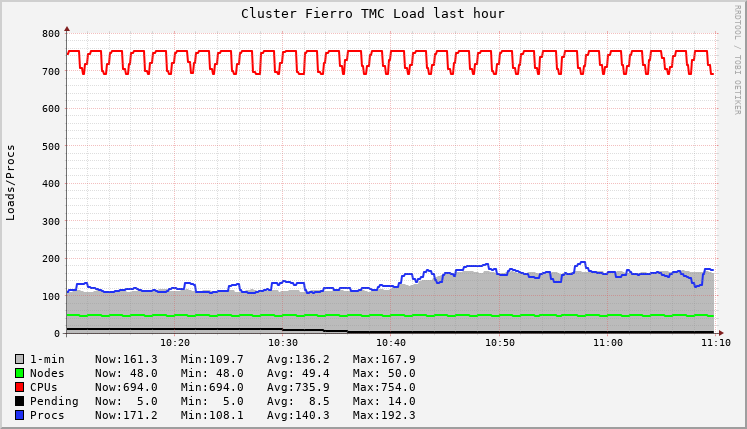 Cluster Fierro TMC Load last hour
RRDTOOL / TOBI OETIKER
Loads/Procs
800
700
600
500
400
300
200
100
0
10:20 10:30 10:40 10:50 11:00 11:10
1-min Now:161.3 Min:109.7 Avg:136.2 Max:167.9
Nodes Now: 48.0 Min: 48.0 Avg: 49.4 Max: 50.0
CPUs Now:694.0 Min:694.0 Avg:735.9 Max:754.0
Pending Now: 5.0 Min: 5.0 Avg: 8.5 Max: 14.0
Procs Now:171.2 Min:108.1 Avg:140.3 Max:192.3